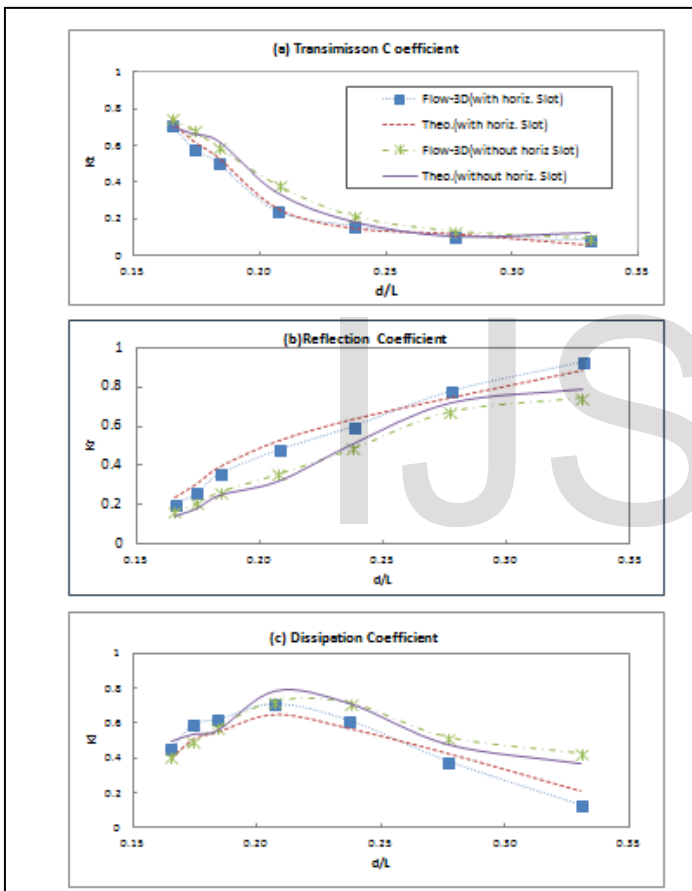 (a) Transimisson C oefficient
1
0.8
0.6
0.4
0.2
0
Kt
0.15
0.20
0.25
0.30
0.35
d/L
Flow-3D(with horiz. Slot)
Theo.(with horiz. Slot)
Flow-3D(without horiz Slot)
Theo.(without horiz. Slot)
(b)Reflection Coefficient
1
0.8
0.6
0.4
0.2
0
Kr
0.15
0.20
0.25
0.30
0.35
d/L
IJS
(c) Dissipation Coefficient
1
0.8
0.6
0.4
0.2
0
Kl
0.15
0.20
0.25
0.30
0.35
d/L